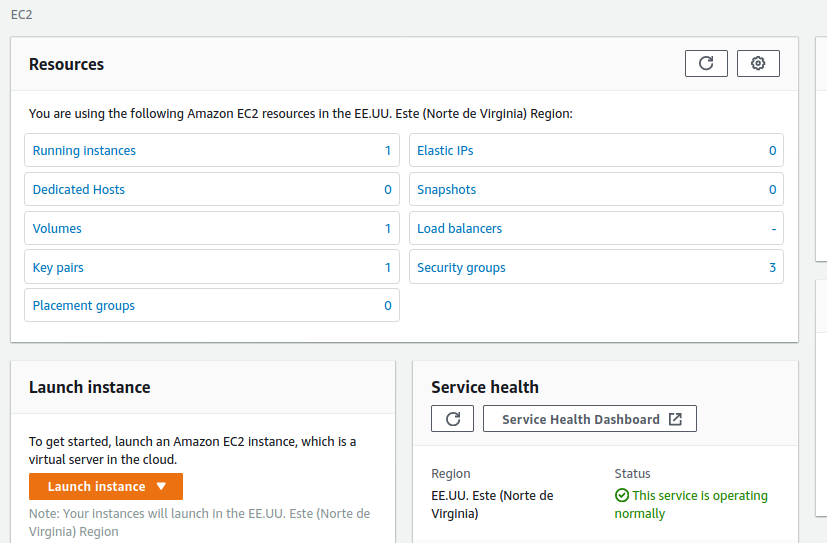 EC2
Resources
You are using the following Amazon EC2 resources in the EE.UU. Este (Norte de Virginia) Region:
Running instances 1
Elastic IPs 0
Dedicated Hosts 0
Snapshots 0
Volumes 1
Load balancers -
Key pairs 1
Security groups 3
Placement groups 0
Launch instance
To get started, launch an Amazon EC2 instance, which is a
virtual server in the cloud.
Launch instance
Note: Your instances will launch in the EE.UU. Este (Norte de
Virginia) Region
Service health
Service Health Dashboard
Region
EE.UU. Este (Norte de
Virginia)
Status
This service is operating
normally